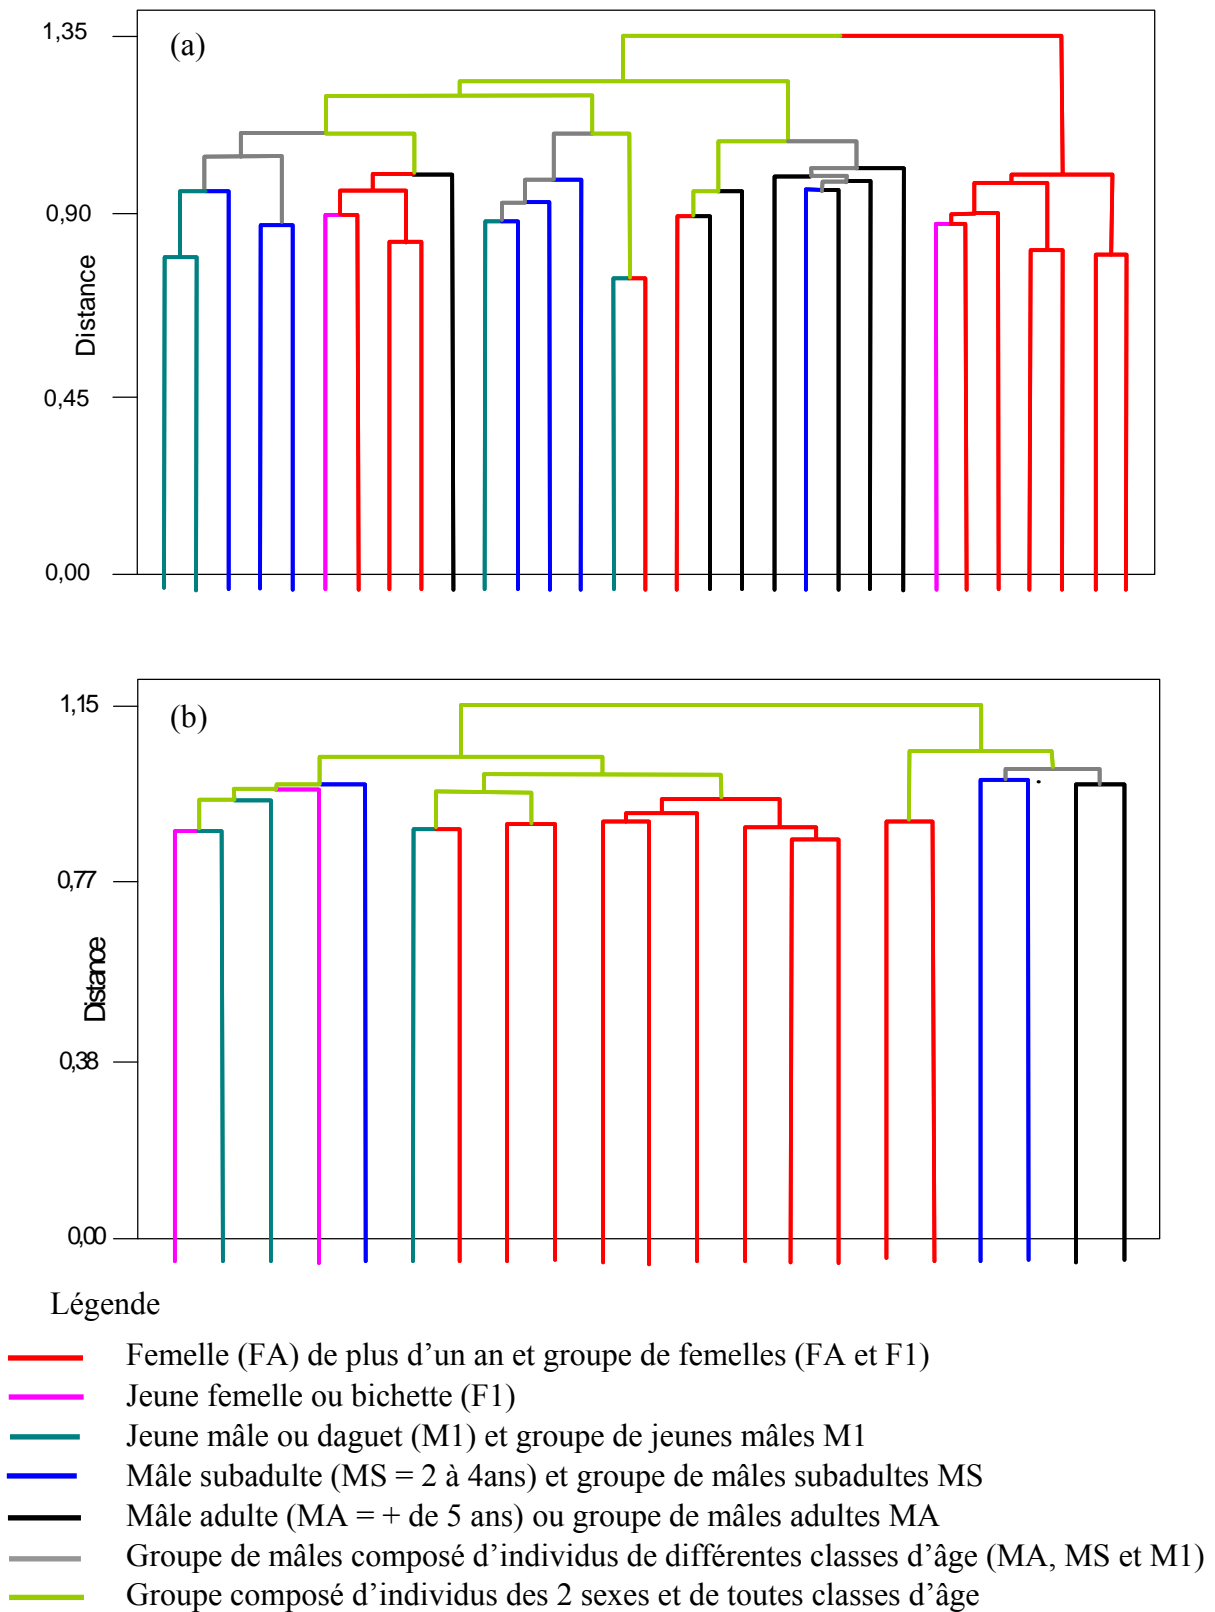 1,35
(a)
0,90
Distance
0,45
0,00
1,15
(b)
0,77
Distance
0,38
0,00
Légende
Femelle (FA) de plus d'un an et groupe de femelles (FA et F1)
Jeune femelle ou bichette (F1)
Jeune mâle ou daguet (M1) et groupe de jeunes mâles M1
Mâle subadulte (MS = 2 à 4ans) et groupe de mâles subadultes MS
Mâle adulte (MA = + de 5 ans) ou groupe de mâles adultes MA
Groupe de mâles composé d'individus de différentes classes d'âge (MA, MS et M1)
Groupe composé d'individus des 2 sexes et de toutes classes d'âge